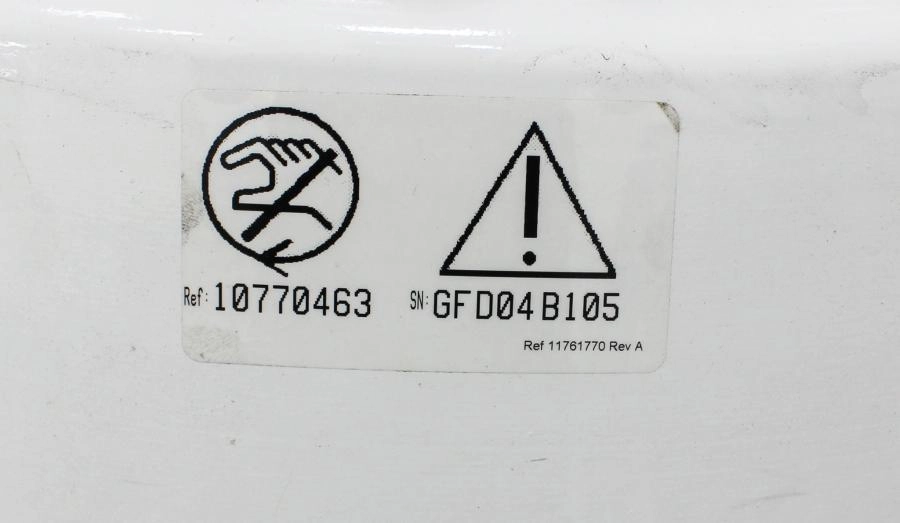 Ref: 10770463 SN: GFD04B105
Ref 11761770 Rev A